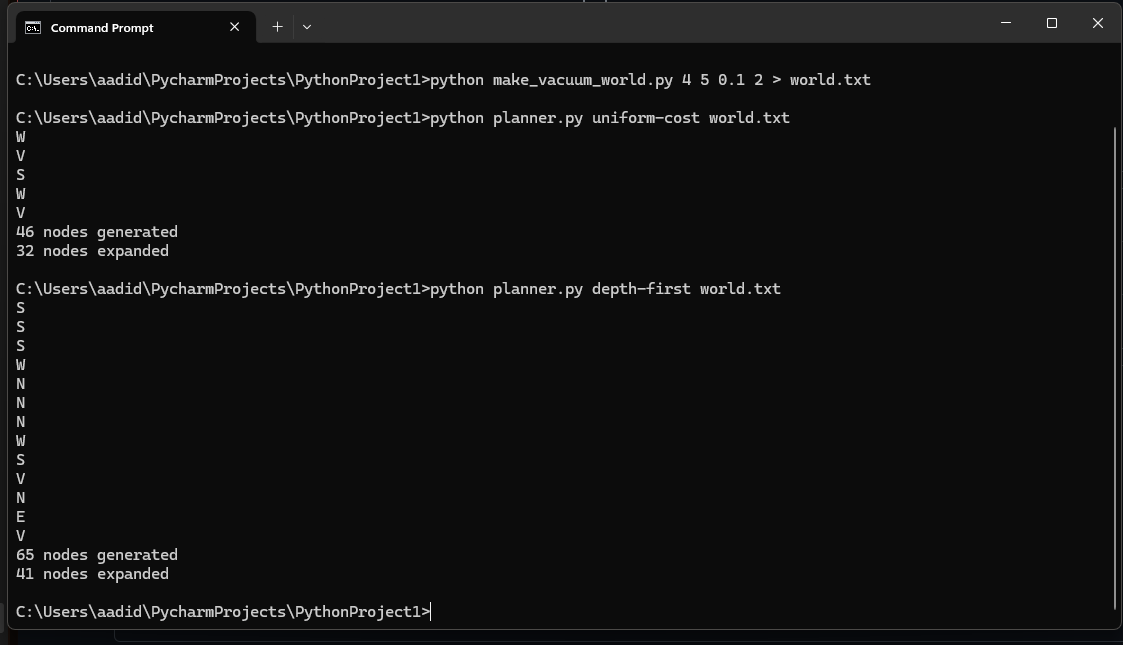 Command Prompt
C:\Users\aadid\PycharmProjects\PythonProject1>python make_vacuum_world.py 4 5 0.1 2 > world.txt
C:\Users\aadid\PycharmProjects\PythonProject1>python planner.py uniform-cost world.txt
W
V
S
W
V
46 nodes generated
32 nodes expanded
C:\Users\aadid\PycharmProjects\PythonProject1>python planner.py depth-first world.txt
S
S
S
W
N
N
N
W
S
V
N
E
V
65 nodes generated
41 nodes expanded
C:\Users\aadid\PycharmProjects\PythonProject1>